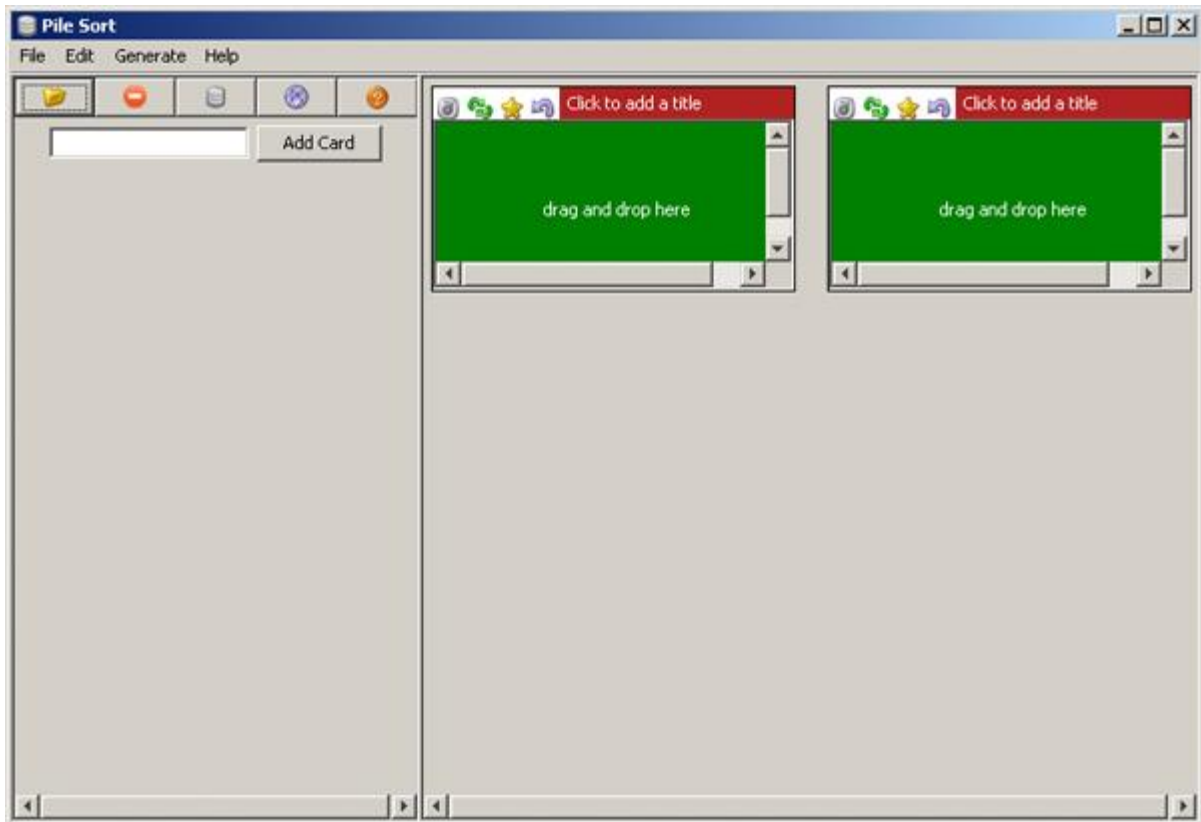 Pile Sort
File Edit Generate Help
Add Card
Click to add a title
drag and drop here
Click to add a title
drag and drop here